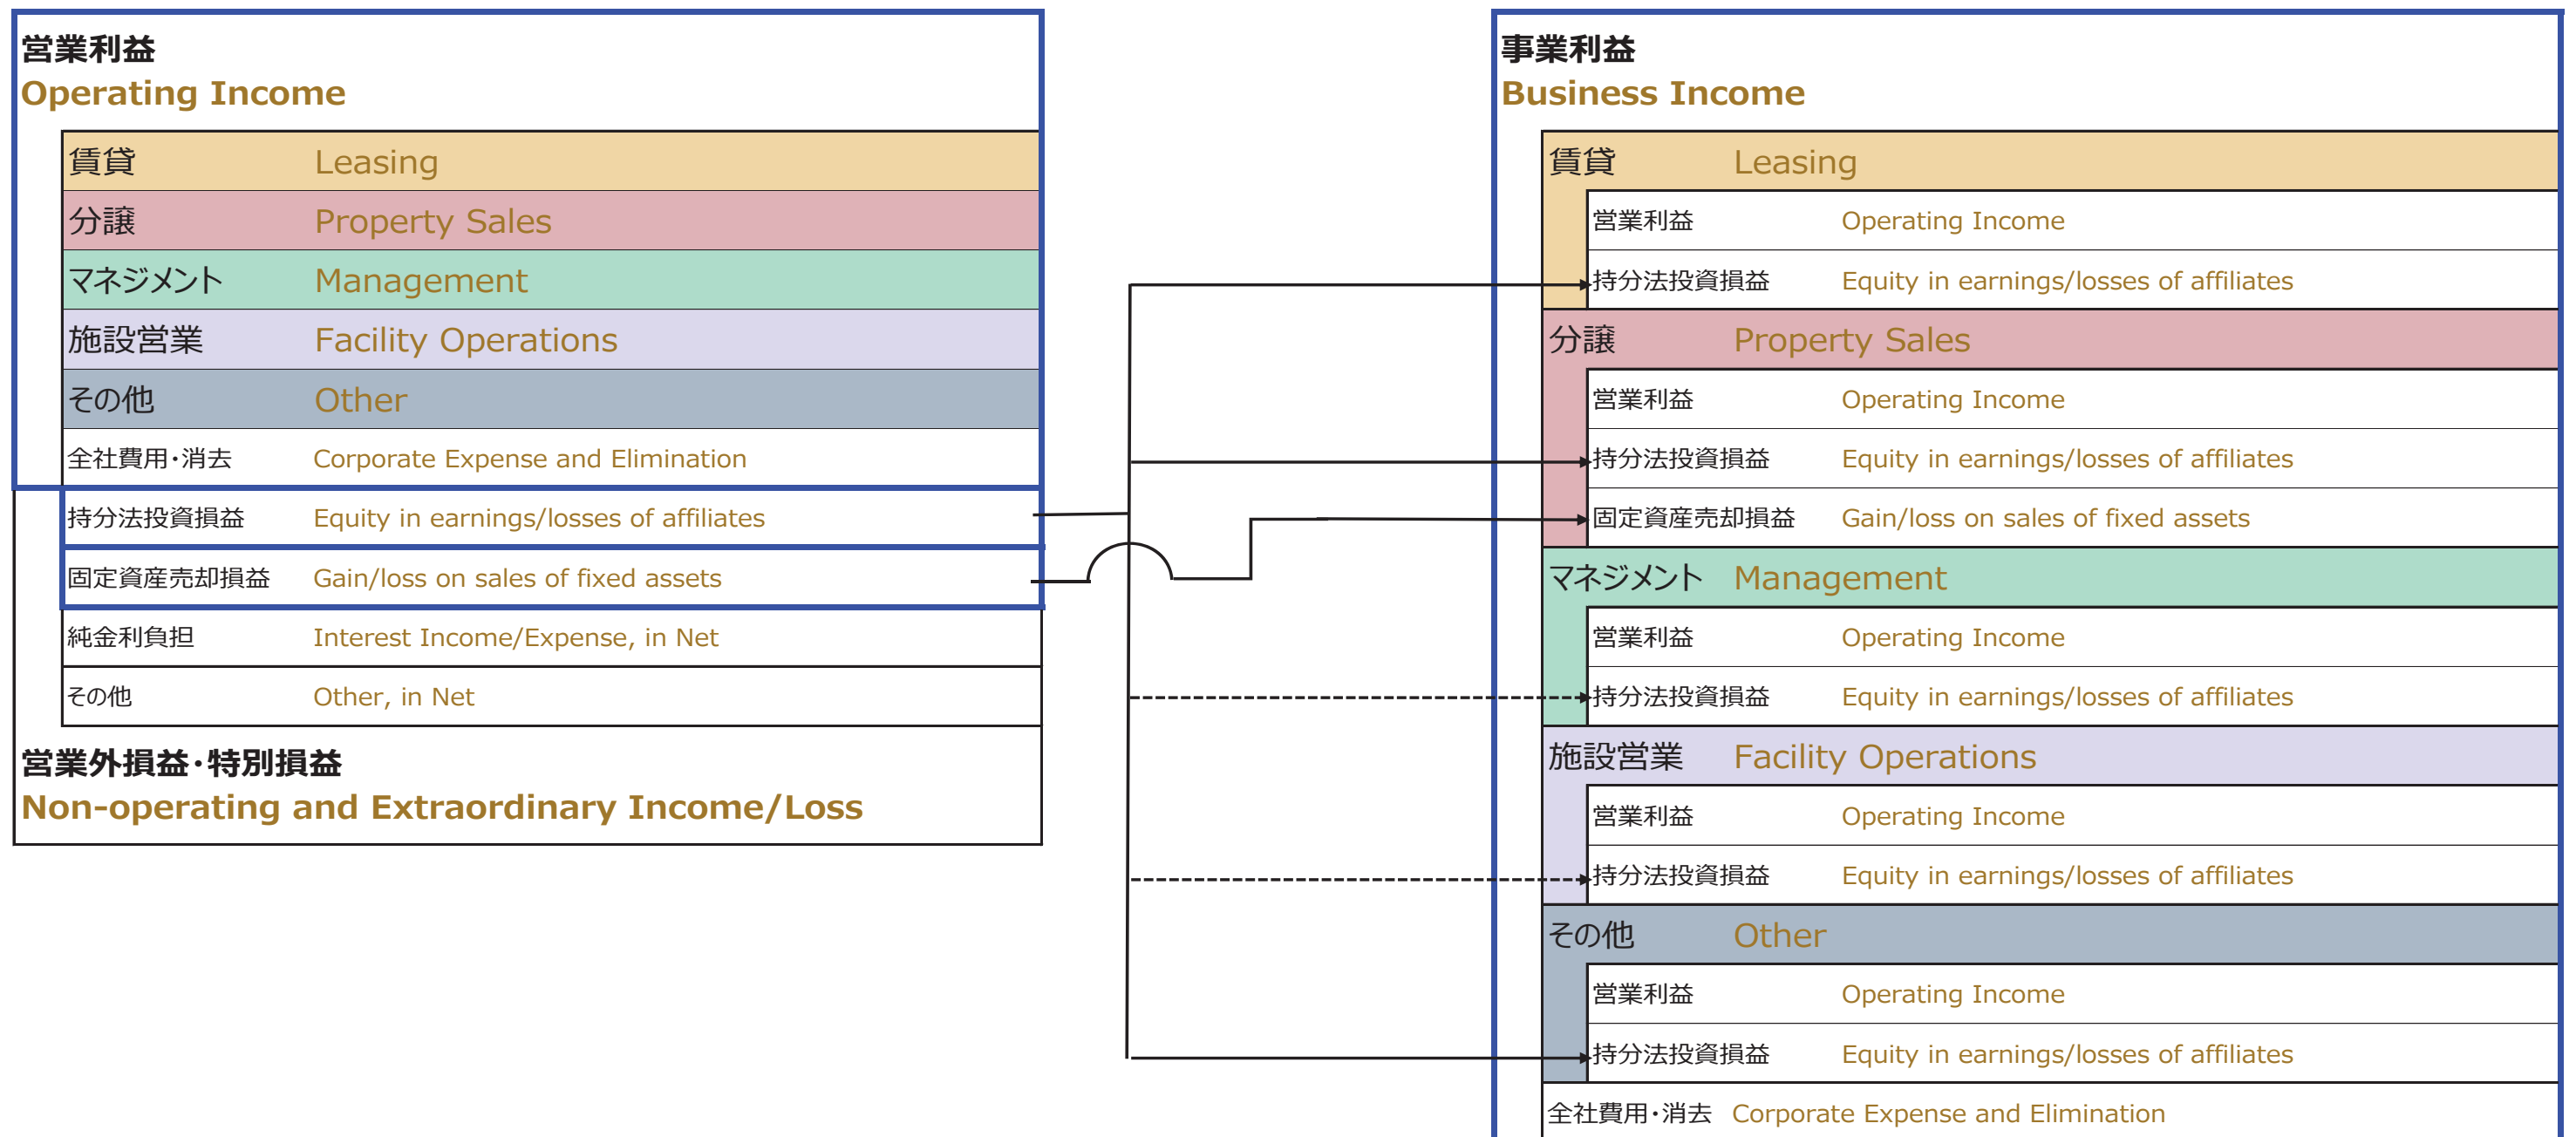 営業利益
Operating Income
賃貸 Leasing
分譲 Property Sales
マネジメント Management
施設営業 Facility Operations
その他 Other
全社費用・消去 Corporate Expense and Elimination
持分法投資損益 Equity in earnings/losses of affiliates
固定資産売却損益 Gain/loss on sales of fixed assets
純金利負担 Interest Income/Expense, in Net
その他 Other, in Net
営業外損益・特別損益
Non-operating and Extraordinary Income/Loss
事業利益
Business Income
賃貸 Leasing
営業利益 Operating Income
持分法投資損益 Equity in earnings/losses of affiliates
分譲 Property Sales
営業利益 Operating Income
持分法投資損益 Equity in earnings/losses of affiliates
固定資産売却損益 Gain/loss on sales of fixed assets
マネジメント Management
営業利益 Operating Income
持分法投資損益 Equity in earnings/losses of affiliates
施設営業 Facility Operations
営業利益 Operating Income
持分法投資損益 Equity in earnings/losses of affiliates
その他 Other
営業利益 Operating Income
持分法投資損益 Equity in earnings/losses of affiliates
全社費用・消去 Corporate Expense and Elimination